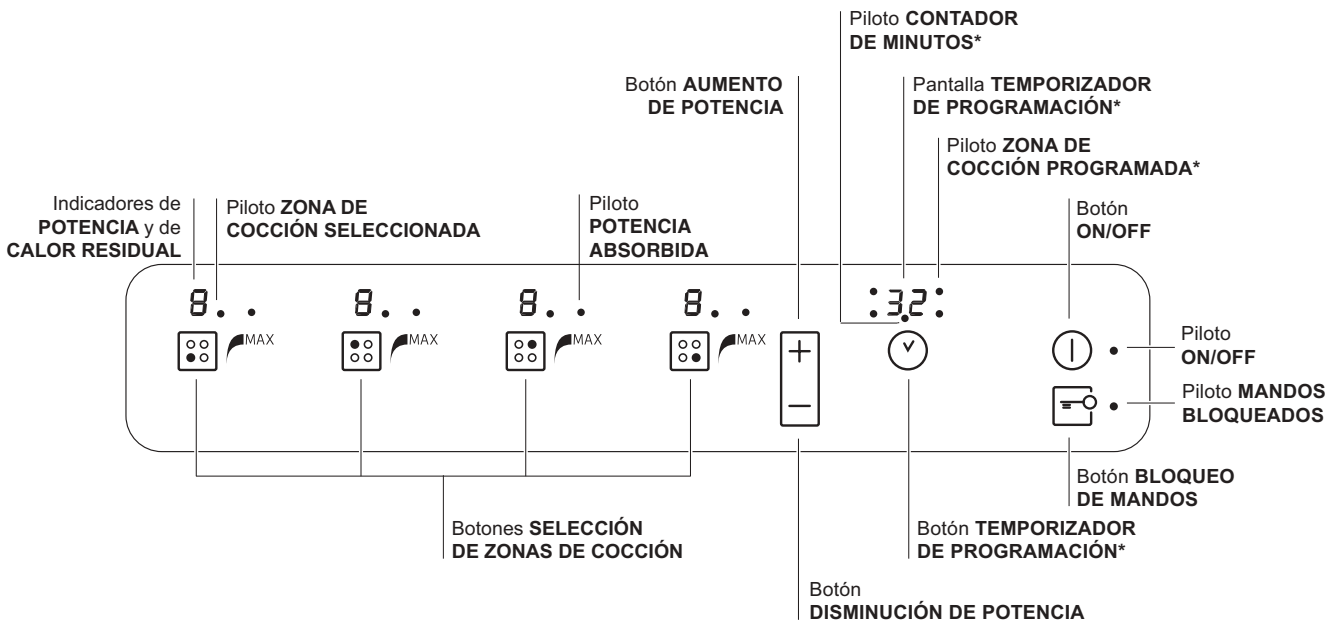 Piloto CONTADOR
DE MINUTOS*
Botón AUMENTO
DE POTENCIA
Pantalla TEMPORIZADOR
DE PROGRAMACIÓN*
Piloto ZONA DE
COCCIÓN PROGRAMADA*
Indicadores de
POTENCIA y de
CALOR RESIDUAL
Piloto ZONA DE
COCCIÓN SELECCIONADA
Piloto
POTENCIA
ABSORBIDA
Botón
ON/OFF
8. 8. 8. 8. 32
MAX MAX MAX MAX
+
−
Piloto
ON/OFF
Piloto MANDOS
BLOQUEADOS
Botón BLOQUEO
DE MANDOS
Botones SELECCIÓN
DE ZONAS DE COCCIÓN
Botón TEMPORIZADOR
DE PROGRAMACIÓN*
Botón
DISMINUCIÓN DE POTENCIA